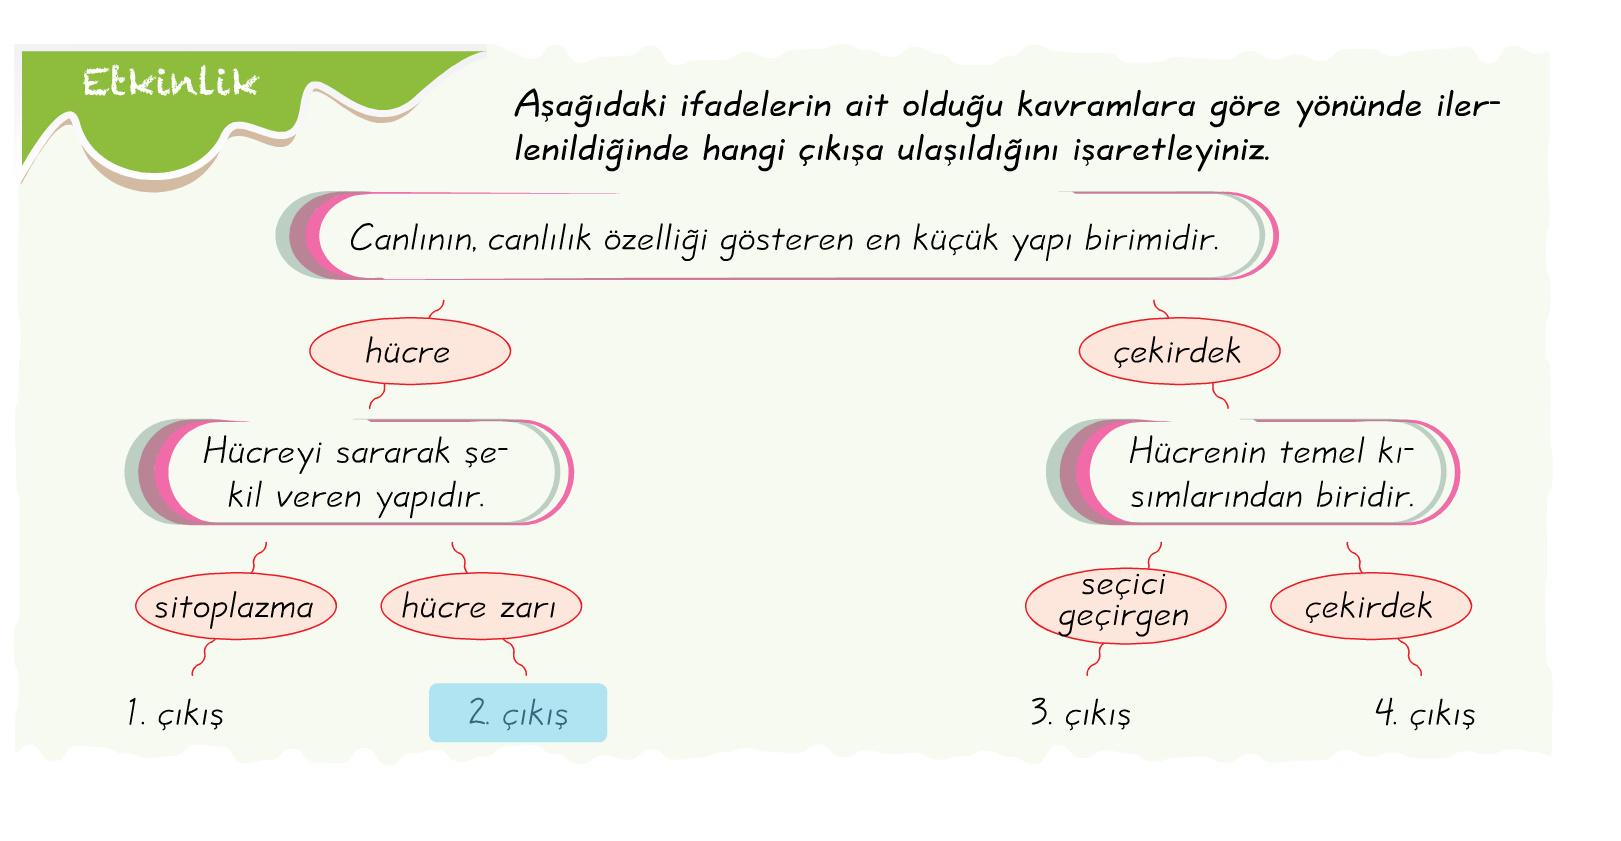 Etkinlik
Aşağıdaki ifadelerin ait olduğu kavramlara göre yönünde iler-
lenildiğinde hangi çıkışa ulaşıldığını işaretleyiniz.
Canlının, canlılık özelliği gösteren en küçük yapı birimidir.
hücre
çekirdek
Hücreyi sararak şe-
kil veren yapıdır.
Hücrenin temel kı-
sımlarından biridir.
sitoplazma
hücre zarı
seçici
geçirgen
çekirdek
1. çıkış
2. çıkış
3. çıkış
4. çıkış